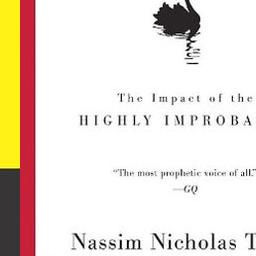 The Impact of the
HIGHLY IMPROBA
"The most prophetic voice of all."
—GQ
Nassim Nicholas T